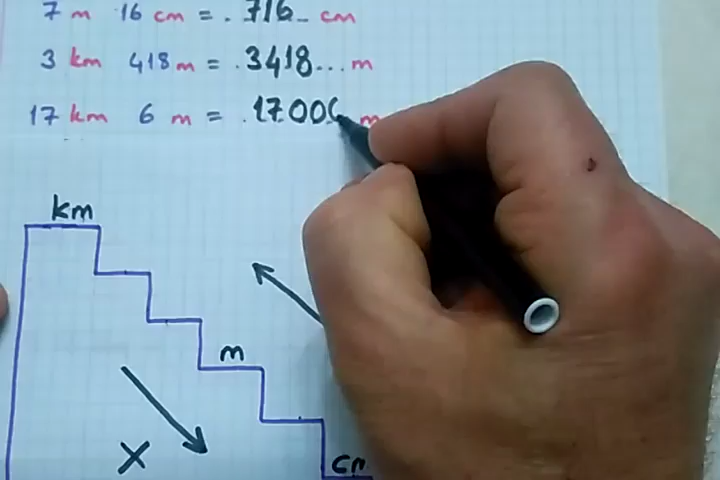 7 m 16 cm = .716.. cm
3 km 418 m = .3418... m
17 km 6 m = .1700 m
km
m
X
cm